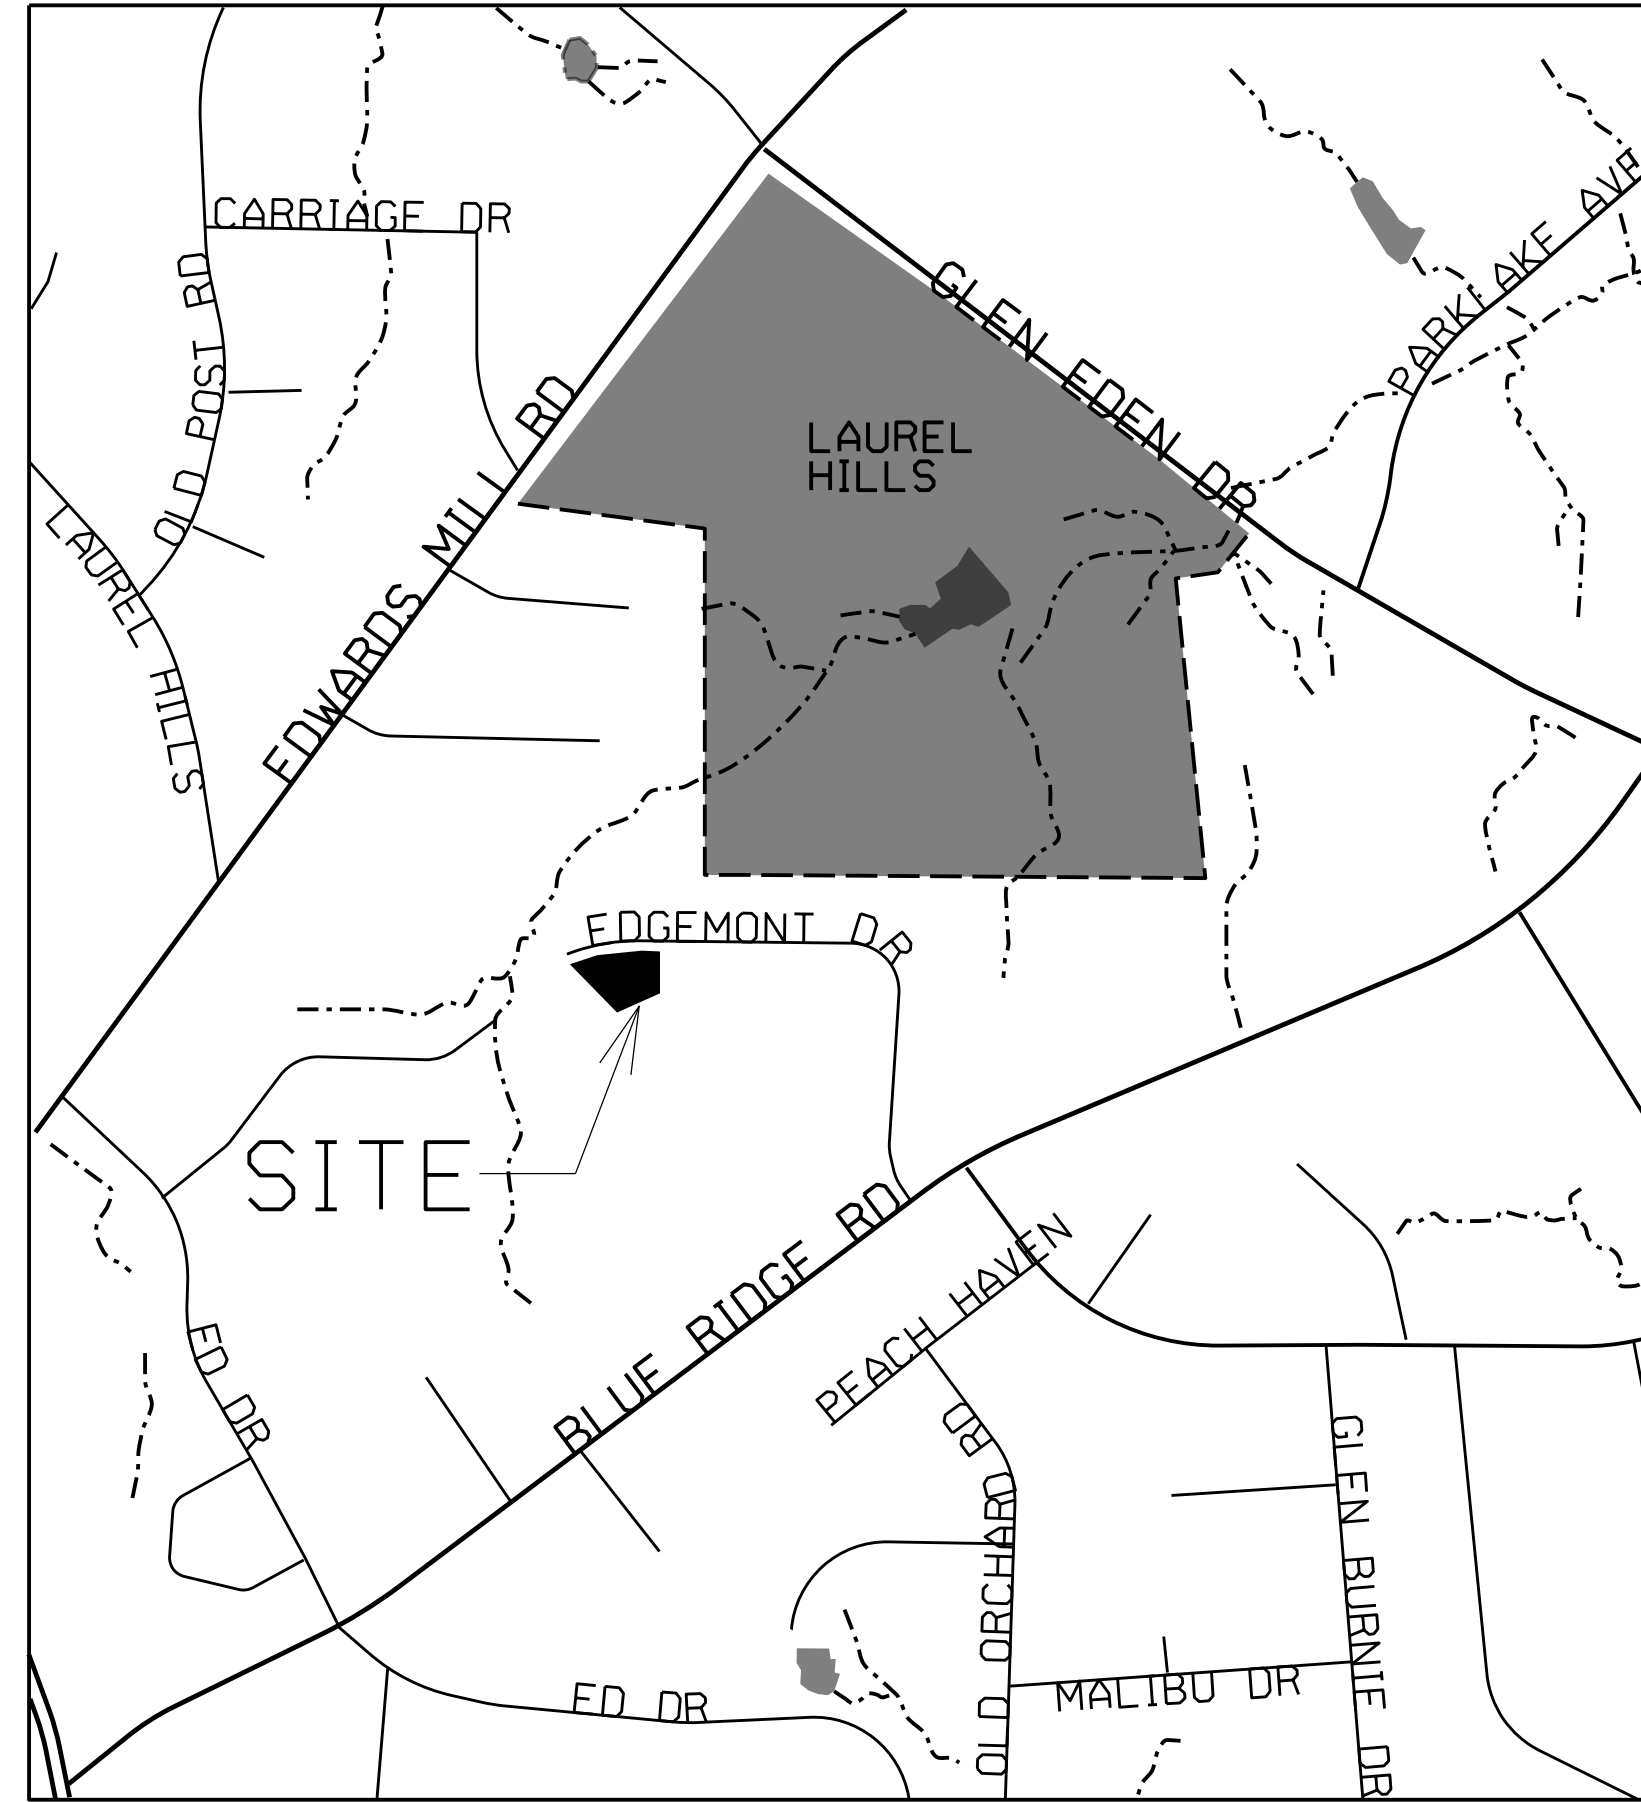 CARRIAGE DR
OLD POST RD
GLEN EDEN DR
PARKLAKE AVE
EDWARDS MILL RD
LAUREL
HILLS
LAUREL HILLS
EDGEMONT DR
SITE
BLUE RIDGE RD
PEACH HAVEN
DR
ED DR
OLD ORCHARD
GLEN BURNIE DR
MALIBU DR
ED DR